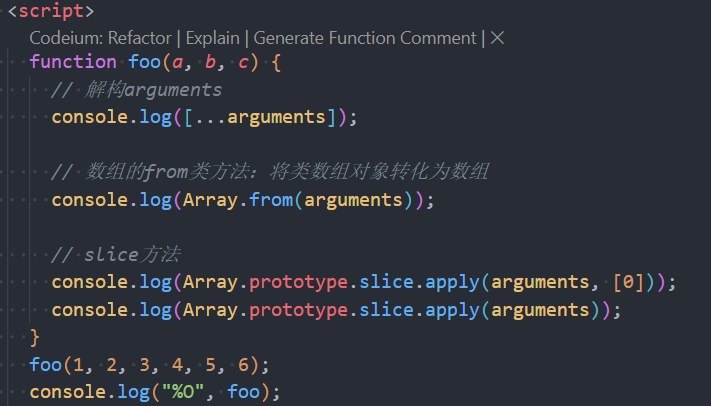 <script>
Codeium: Refactor | Explain | Generate Function Comment | ×
function foo(a, b, c) {
// 解构arguments
console.log([...arguments]);
// 数组的from类方法：将类数组对象转化为数组
console.log(Array.from(arguments));
// slice方法
console.log(Array.prototype.slice.apply(arguments, [0]));
console.log(Array.prototype.slice.apply(arguments));
}
foo(1, 2, 3, 4, 5, 6);
console.log("%O", foo);